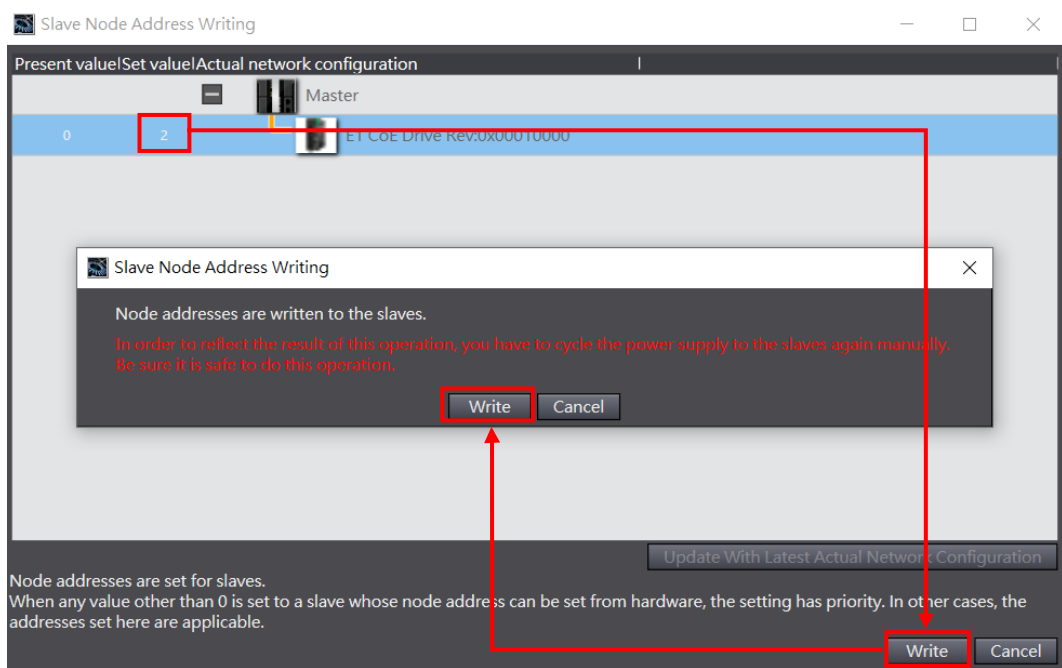 Slave Node Address Writing
Present value|Set value|Actual network configuration
Master
0 2 E1 CoE Drive Rev:0x00010000
Slave Node Address Writing
Node addresses are written to the slaves.
In order to reflect the result of this operation, you have to cycle the power supply to the slaves again manually.
Be sure it is safe to do this operation.
Write Cancel
Update With Latest Actual Network Configuration
Node addresses are set for slaves.
When any value other than 0 is set to a slave whose node address can be set from hardware, the setting has priority. In other cases, the
addresses set here are applicable.
Write Cancel